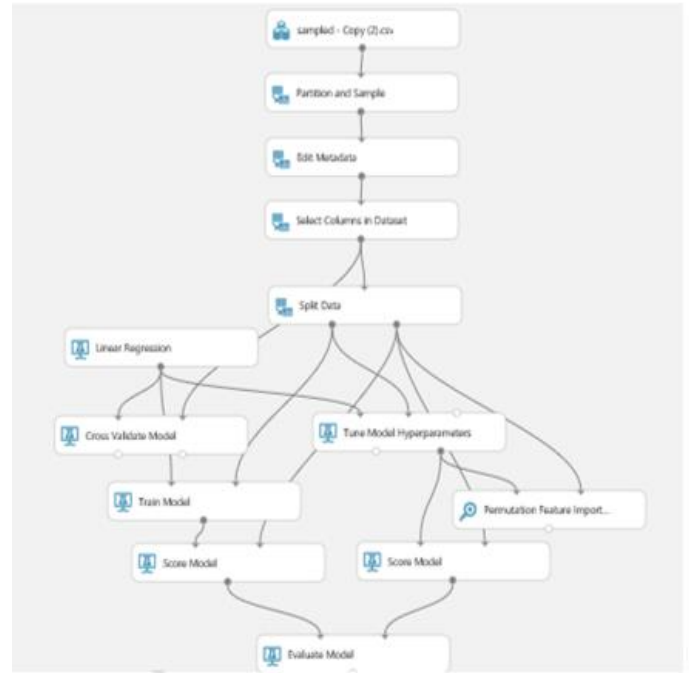 sampled - Copy (2).csv
Partition and Sample
Edit Metadata
Select Columns in Dataset
Split Data
Linear Regression
Cross Validate Model
Tune Model Hyperparameters
Train Model
Permutation Feature Import...
Score Model
Score Model
Evaluate Model